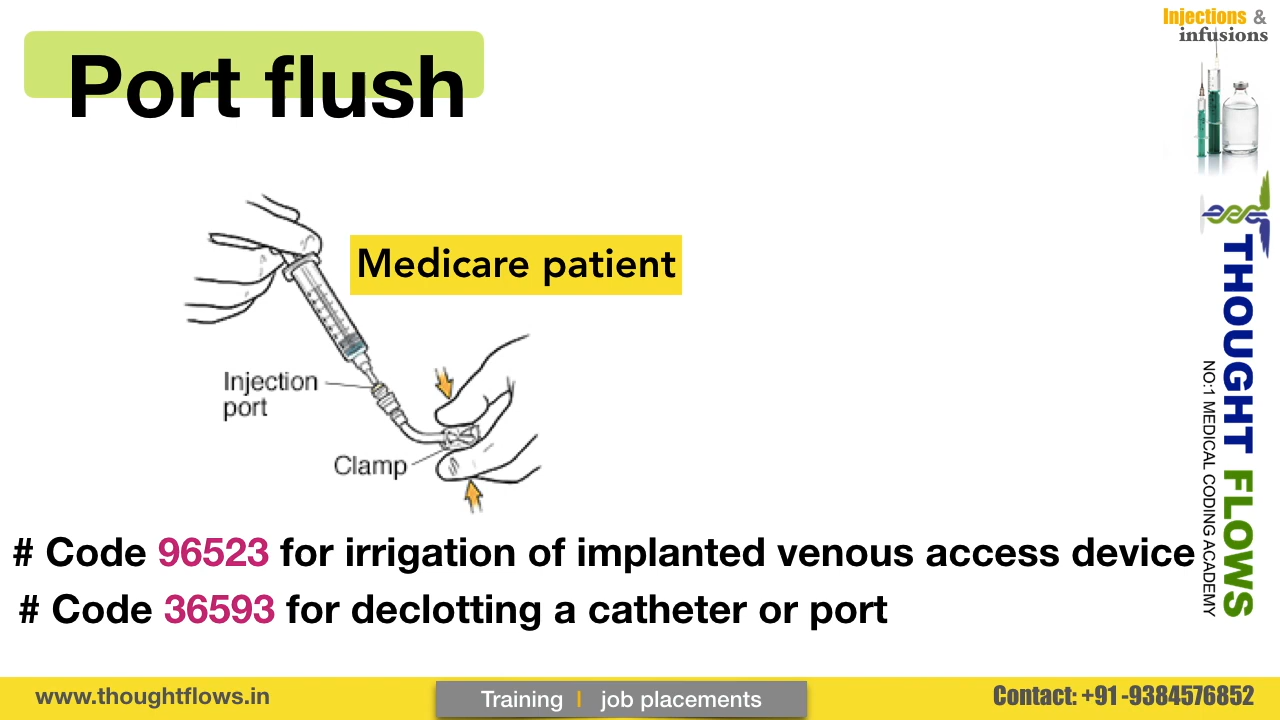 Injections &
infusions
Port flush
Medicare patient
Injection
port
Clamp
# Code 96523 for irrigation of implanted venous access device
# Code 36593 for declotting a catheter or port
THOUGHT FLOWS
NO:1 MEDICAL CODING ACADEMY
www.thoughtflows.in
Training | job placements
Contact: +91 -9384576852